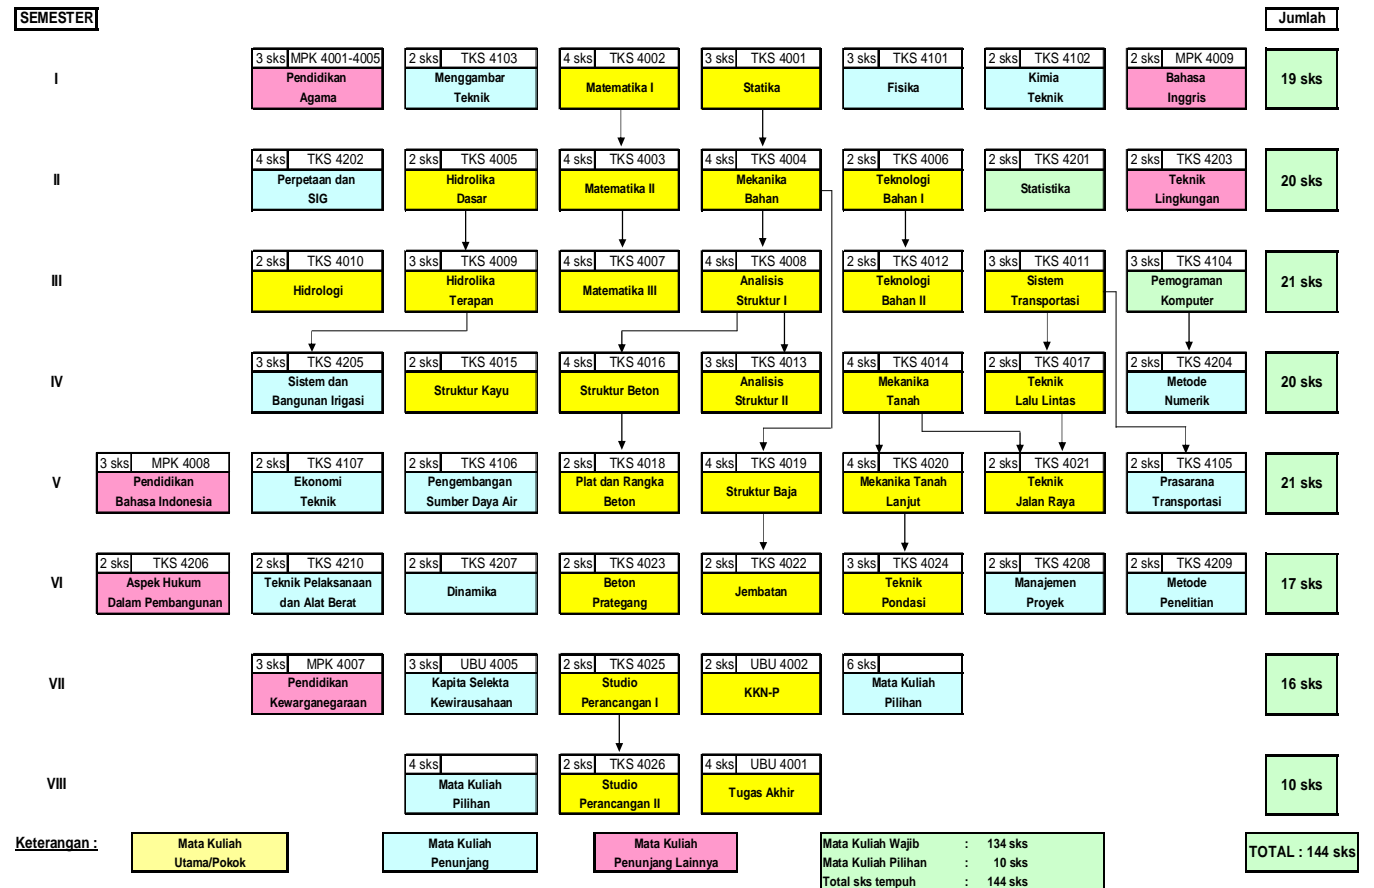 SEMESTER Jumlah
3 sks MPK 4001-4005 2 sks TKS 4103 4 sks TKS 4002 3 sks TKS 4001 3 sks TKS 4101 2 sks TKS 4102 2 sks MPK 4009
I Pendidikan Agama Menggambar Teknik Matematika I Statika Fisika Kimia Teknik Bahasa Inggris 19 sks
4 sks TKS 4202 2 sks TKS 4005 4 sks TKS 4003 4 sks TKS 4004 2 sks TKS 4006 2 sks TKS 4201 2 sks TKS 4203
II Perpetaan dan SIG Hidrolika Dasar Matematika II Mekanika Bahan Teknologi Bahan I Statistika Teknik Lingkungan 20 sks
2 sks TKS 4010 3 sks TKS 4009 4 sks TKS 4007 4 sks TKS 4008 2 sks TKS 4012 3 sks TKS 4011 3 sks TKS 4104
III Hidrologi Hidrolika Terapan Matematika III Analisis Struktur I Teknologi Bahan II Sistem Transportasi Pemograman Komputer 21 sks
3 sks TKS 4205 2 sks TKS 4015 4 sks TKS 4016 3 sks TKS 4013 4 sks TKS 4014 2 sks TKS 4017 2 sks TKS 4204
IV Sistem dan Bangunan Irigasi Struktur Kayu Struktur Beton Analisis Struktur II Mekanika Tanah Teknik Lalu Lintas Metode Numerik 20 sks
3 sks MPK 4008 2 sks TKS 4107 2 sks TKS 4106 2 sks TKS 4018 4 sks TKS 4019 4 sks TKS 4020 2 sks TKS 4021 2 sks TKS 4105
V Pendidikan Bahasa Indonesia Ekonomi Teknik Pengembangan Sumber Daya Air Plat dan Rangka Beton Struktur Baja Mekanika Tanah Lanjut Teknik Jalan Raya Prasarana Transportasi 21 sks
2 sks TKS 4206 2 sks TKS 4210 2 sks TKS 4207 2 sks TKS 4023 2 sks TKS 4022 3 sks TKS 4024 2 sks TKS 4208 2 sks TKS 4209
VI Aspek Hukum Dalam Pembangunan Teknik Pelaksanaan dan Alat Berat Dinamika Beton Prategang Jembatan Teknik Pondasi Manajemen Proyek Metode Penelitian 17 sks
3 sks MPK 4007 3 sks UBU 4005 2 sks TKS 4025 2 sks UBU 4002 6 sks
VII Pendidikan Kewarganegaraan Kapita Selekta Kewirausahaan Studio Perancangan I KKN-P Mata Kuliah Pilihan 16 sks
4 sks 2 sks TKS 4026 4 sks UBU 4001
VIII Mata Kuliah Pilihan Studio Perancangan II Tugas Akhir 10 sks
Keterangan : Mata Kuliah Utama/Pokok Mata Kuliah Penunjang Mata Kuliah Penunjang Lainnya
Mata Kuliah Wajib : 134 sks
Mata Kuliah Pilihan : 10 sks
Total sks tempuh : 144 sks
TOTAL : 144 sks